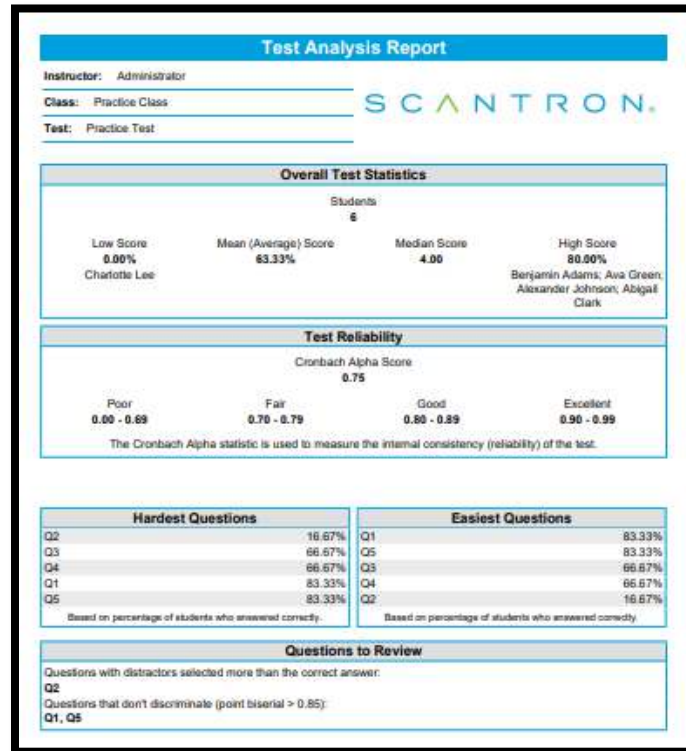 Test Analysis Report
Instructor: Administrator
Class: Practice Class
Test: Practice Test
SCANTRON.
Overall Test Statistics
Students
6
Low Score Mean (Average) Score Median Score High Score
0.00% 63.33% 4.00 80.00%
Charlotte Lee Benjamin Adams; Ava Green;
Alexander Johnson; Abigail
Clark
Test Reliability
Cronbach Alpha Score
0.75
Poor Fair Good Excellent
0.00 - 0.69 0.70 - 0.79 0.80 - 0.89 0.90 - 0.99
The Cronbach Alpha statistic is used to measure the internal consistency (reliability) of the test.
Hardest Questions Easiest Questions
Q2 16.67% Q1 83.33%
Q3 66.67% Q5 83.33%
Q4 66.67% Q3 66.67%
Q1 83.33% Q4 66.67%
Q5 83.33% Q2 16.67%
Based on percentage of students who answered correctly. Based on percentage of students who answered correctly.
Questions to Review
Questions with distractors selected more than the correct answer:
Q2
Questions that don't discriminate (point biserial > 0.85):
Q1, Q5